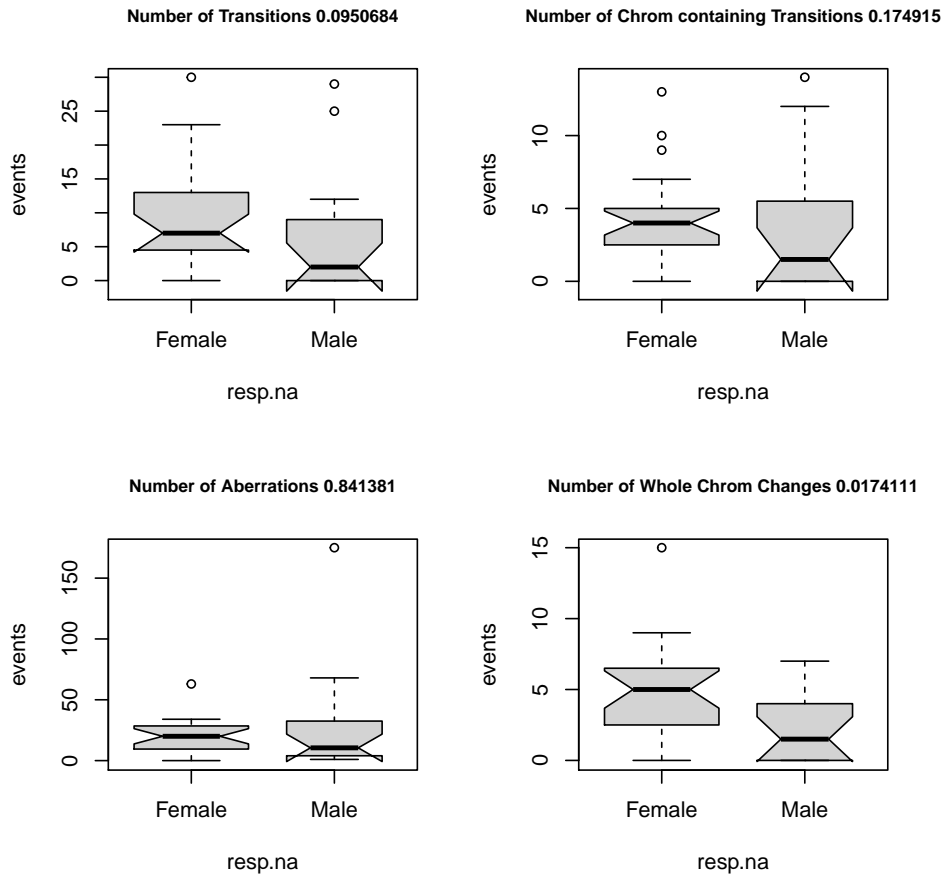 Number of Transitions 0.0950684
events
0
5
15
25
Female
Male
resp.na
Number of Chrom containing Transitions 0.174915
events
0
5
10
Female
Male
resp.na
Number of Aberrations 0.841381
events
0
50
100
150
Female
Male
resp.na
Number of Whole Chrom Changes 0.0174111
events
0
5
10
15
Female
Male
resp.na